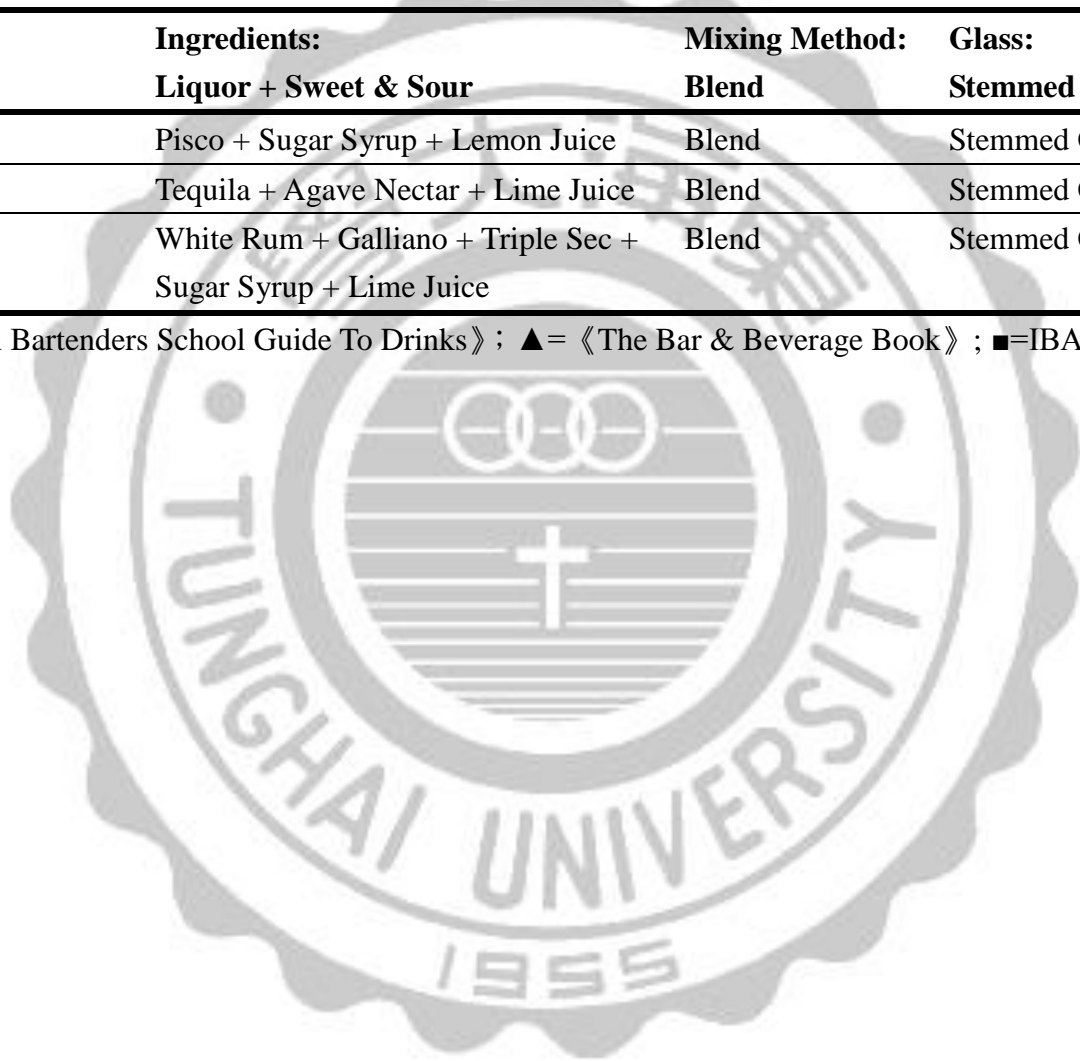 Ingredients: Mixing Method: Glass:
Liquor + Sweet & Sour Blend Stemmed
Pisco + Sugar Syrup + Lemon Juice Blend Stemmed
Tequila + Agave Nectar + Lime Juice Blend Stemmed
White Rum + Galliano + Triple Sec + Blend Stemmed
Sugar Syrup + Lime Juice
Bartenders School Guide To Drinks》; ▲=《The Bar & Beverage Book》; ■=IBA
TUNGHAI UNIVERSITY
1955